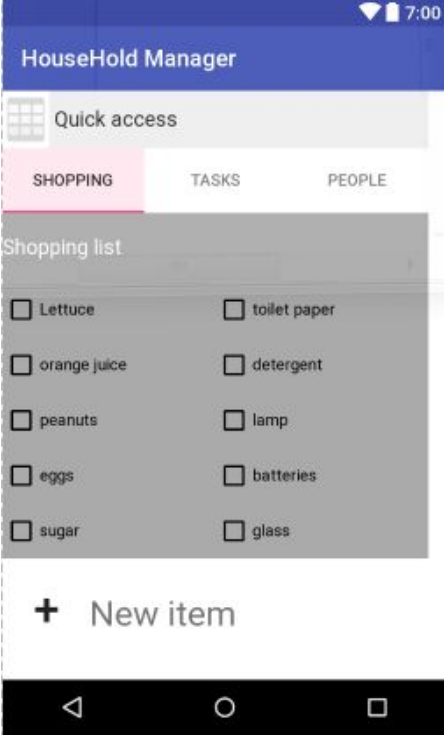 7:00
HouseHold Manager
Quick access
SHOPPING TASKS PEOPLE
Shopping list
Lettuce toilet paper
orange juice detergent
peanuts lamp
eggs batteries
sugar glass
+ New item